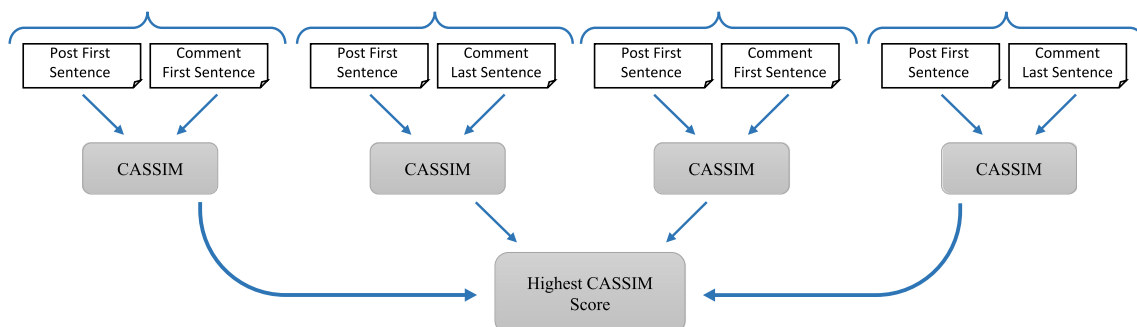 Post First
Sentence
Comment
First Sentence
Post First
Sentence
Comment
Last Sentence
Post First
Sentence
Comment
First Sentence
Post First
Sentence
Comment
Last Sentence
CASSIM
CASSIM
CASSIM
CASSIM
Highest CASSIM
Score